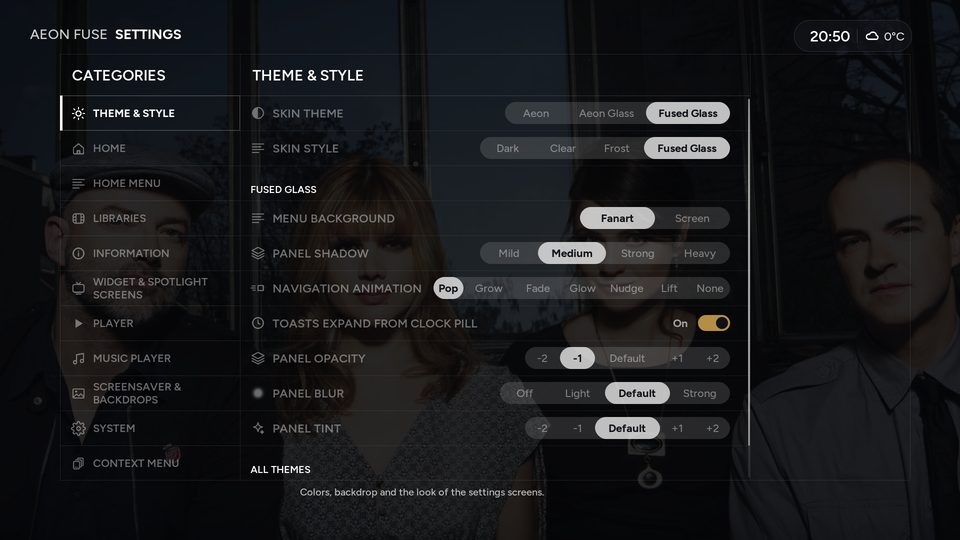 AEON FUSE SETTINGS
20:50 0°C
CATEGORIES
THEME & STYLE
HOME
HOME MENU
LIBRARIES
INFORMATION
WIDGET & SPOTLIGHT
SCREENS
PLAYER
MUSIC PLAYER
SCREENSAVER &
BACKDROPS
SYSTEM
CONTEXT MENU
THEME & STYLE
SKIN THEME Aeon Aeon Glass Fused Glass
SKIN STYLE Dark Clear Frost Fused Glass
FUSED GLASS
MENU BACKGROUND Fanart Screen
PANEL SHADOW Mild Medium Strong Heavy
NAVIGATION ANIMATION Pop Grow Fade Glow Nudge Lift None
TOASTS EXPAND FROM CLOCK PILL On
PANEL OPACITY -2 -1 Default +1 +2
PANEL BLUR Off Light Default Strong
PANEL TINT -2 -1 Default +1 +2
ALL THEMES
Colors, backdrop and the look of the settings screens.